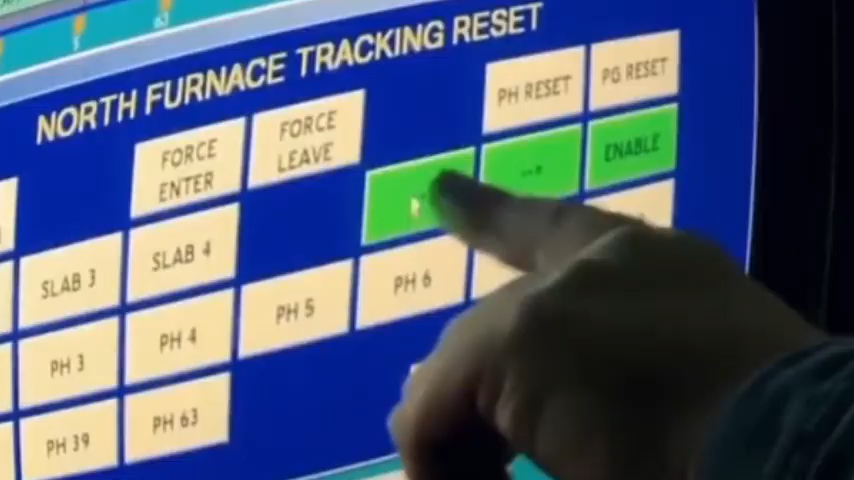 63
NORTH FURNACE TRACKING RESET
PH RESET
PG RESET
FORCE
ENTER
FORCE
LEAVE
ENABLE
SLAB 3
SLAB 4
PH 3
PH 4
PH 5
PH 6
PH 39
PH 63